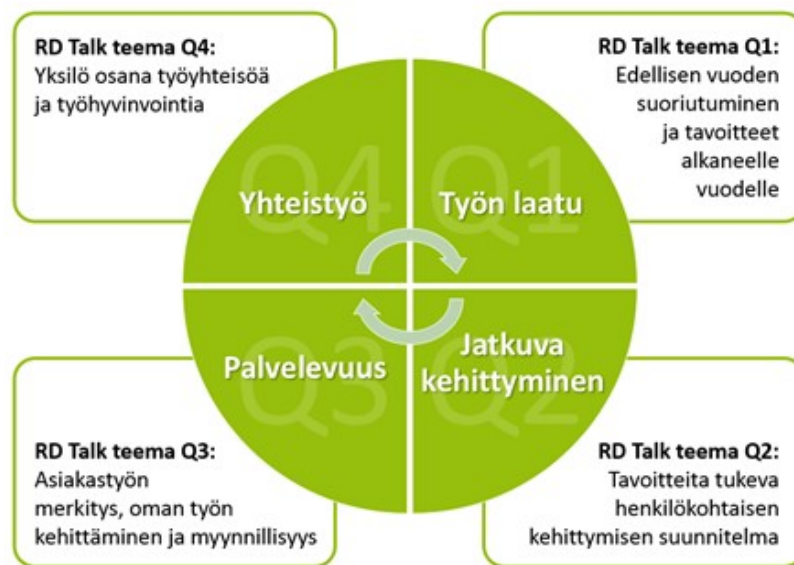 RD Talk teema Q4:
Yksilö osana työyhteisöä
ja työhyvinvointia
RD Talk teema Q1:
Edellisen vuoden
suoriutuminen
ja tavoitteet
alkaneelle
vuodelle
Q4
Yhteistyö
Q1
Työn laatu
Q3
Palvelevuus
Q2
Jatkuva
kehittyminen
RD Talk teema Q3:
Asiakastyön
merkitys, oman työn
kehittäminen ja myynnillisyys
RD Talk teema Q2:
Tavoitteita tukeva
henkilökohtaisen
kehittymisen suunnitelma